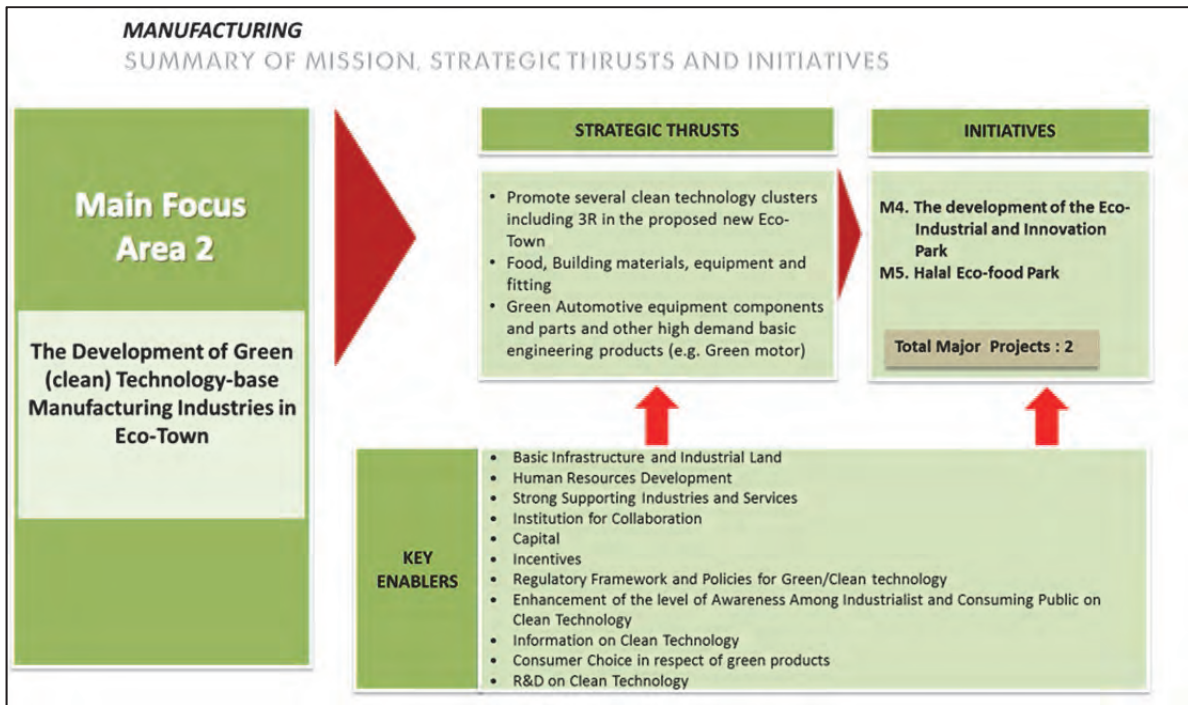 MANUFACTURING
SUMMARY OF MISSION, STRATEGIC THRUSTS AND INITIATIVES
Main Focus
Area 2
The Development of Green
(clean) Technology-base
Manufacturing Industries in
Eco-Town
STRATEGIC THRUSTS
• Promote several clean technology clusters
including 3R in the proposed new Eco-
Town
• Food, Building materials, equipment and
fitting
• Green Automotive equipment components
and parts and other high demand basic
engineering products (e.g. Green motor)
INITIATIVES
M4. The development of the Eco-
Industrial and Innovation
Park
M5. Halal Eco-food Park
Total Major Projects : 2
KEY
ENABLERS
• Basic Infrastructure and Industrial Land
• Human Resources Development
• Strong Supporting Industries and Services
• Institution for Collaboration
• Capital
• Incentives
• Regulatory Framework and Policies for Green/Clean technology
• Enhancement of the level of Awareness Among Industrialist and Consuming Public on
Clean Technology
• Information on Clean Technology
• Consumer Choice in respect of green products
• R&D on Clean Technology